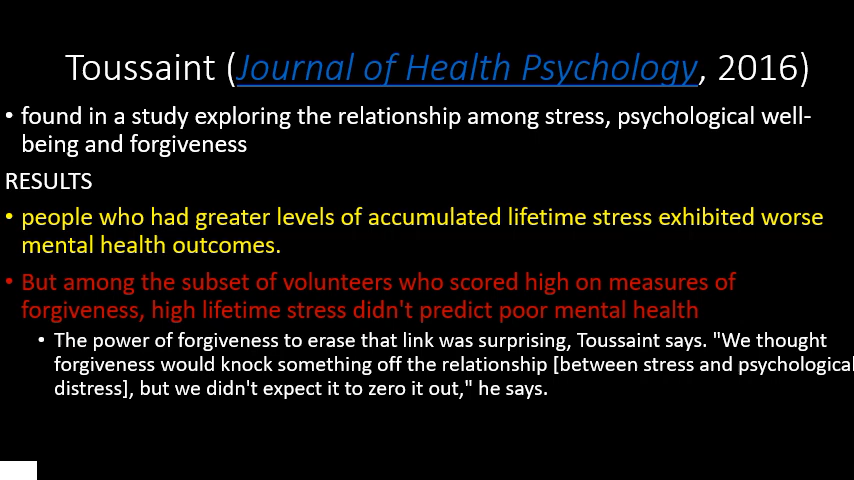 Toussaint (Journal of Health Psychology, 2016)
• found in a study exploring the relationship among stress, psychological well-
being and forgiveness
RESULTS
• people who had greater levels of accumulated lifetime stress exhibited worse
mental health outcomes.
• But among the subset of volunteers who scored high on measures of
forgiveness, high lifetime stress didn't predict poor mental health
• The power of forgiveness to erase that link was surprising, Toussaint says. "We thought
forgiveness would knock something off the relationship [between stress and psychological
distress], but we didn't expect it to zero it out," he says.